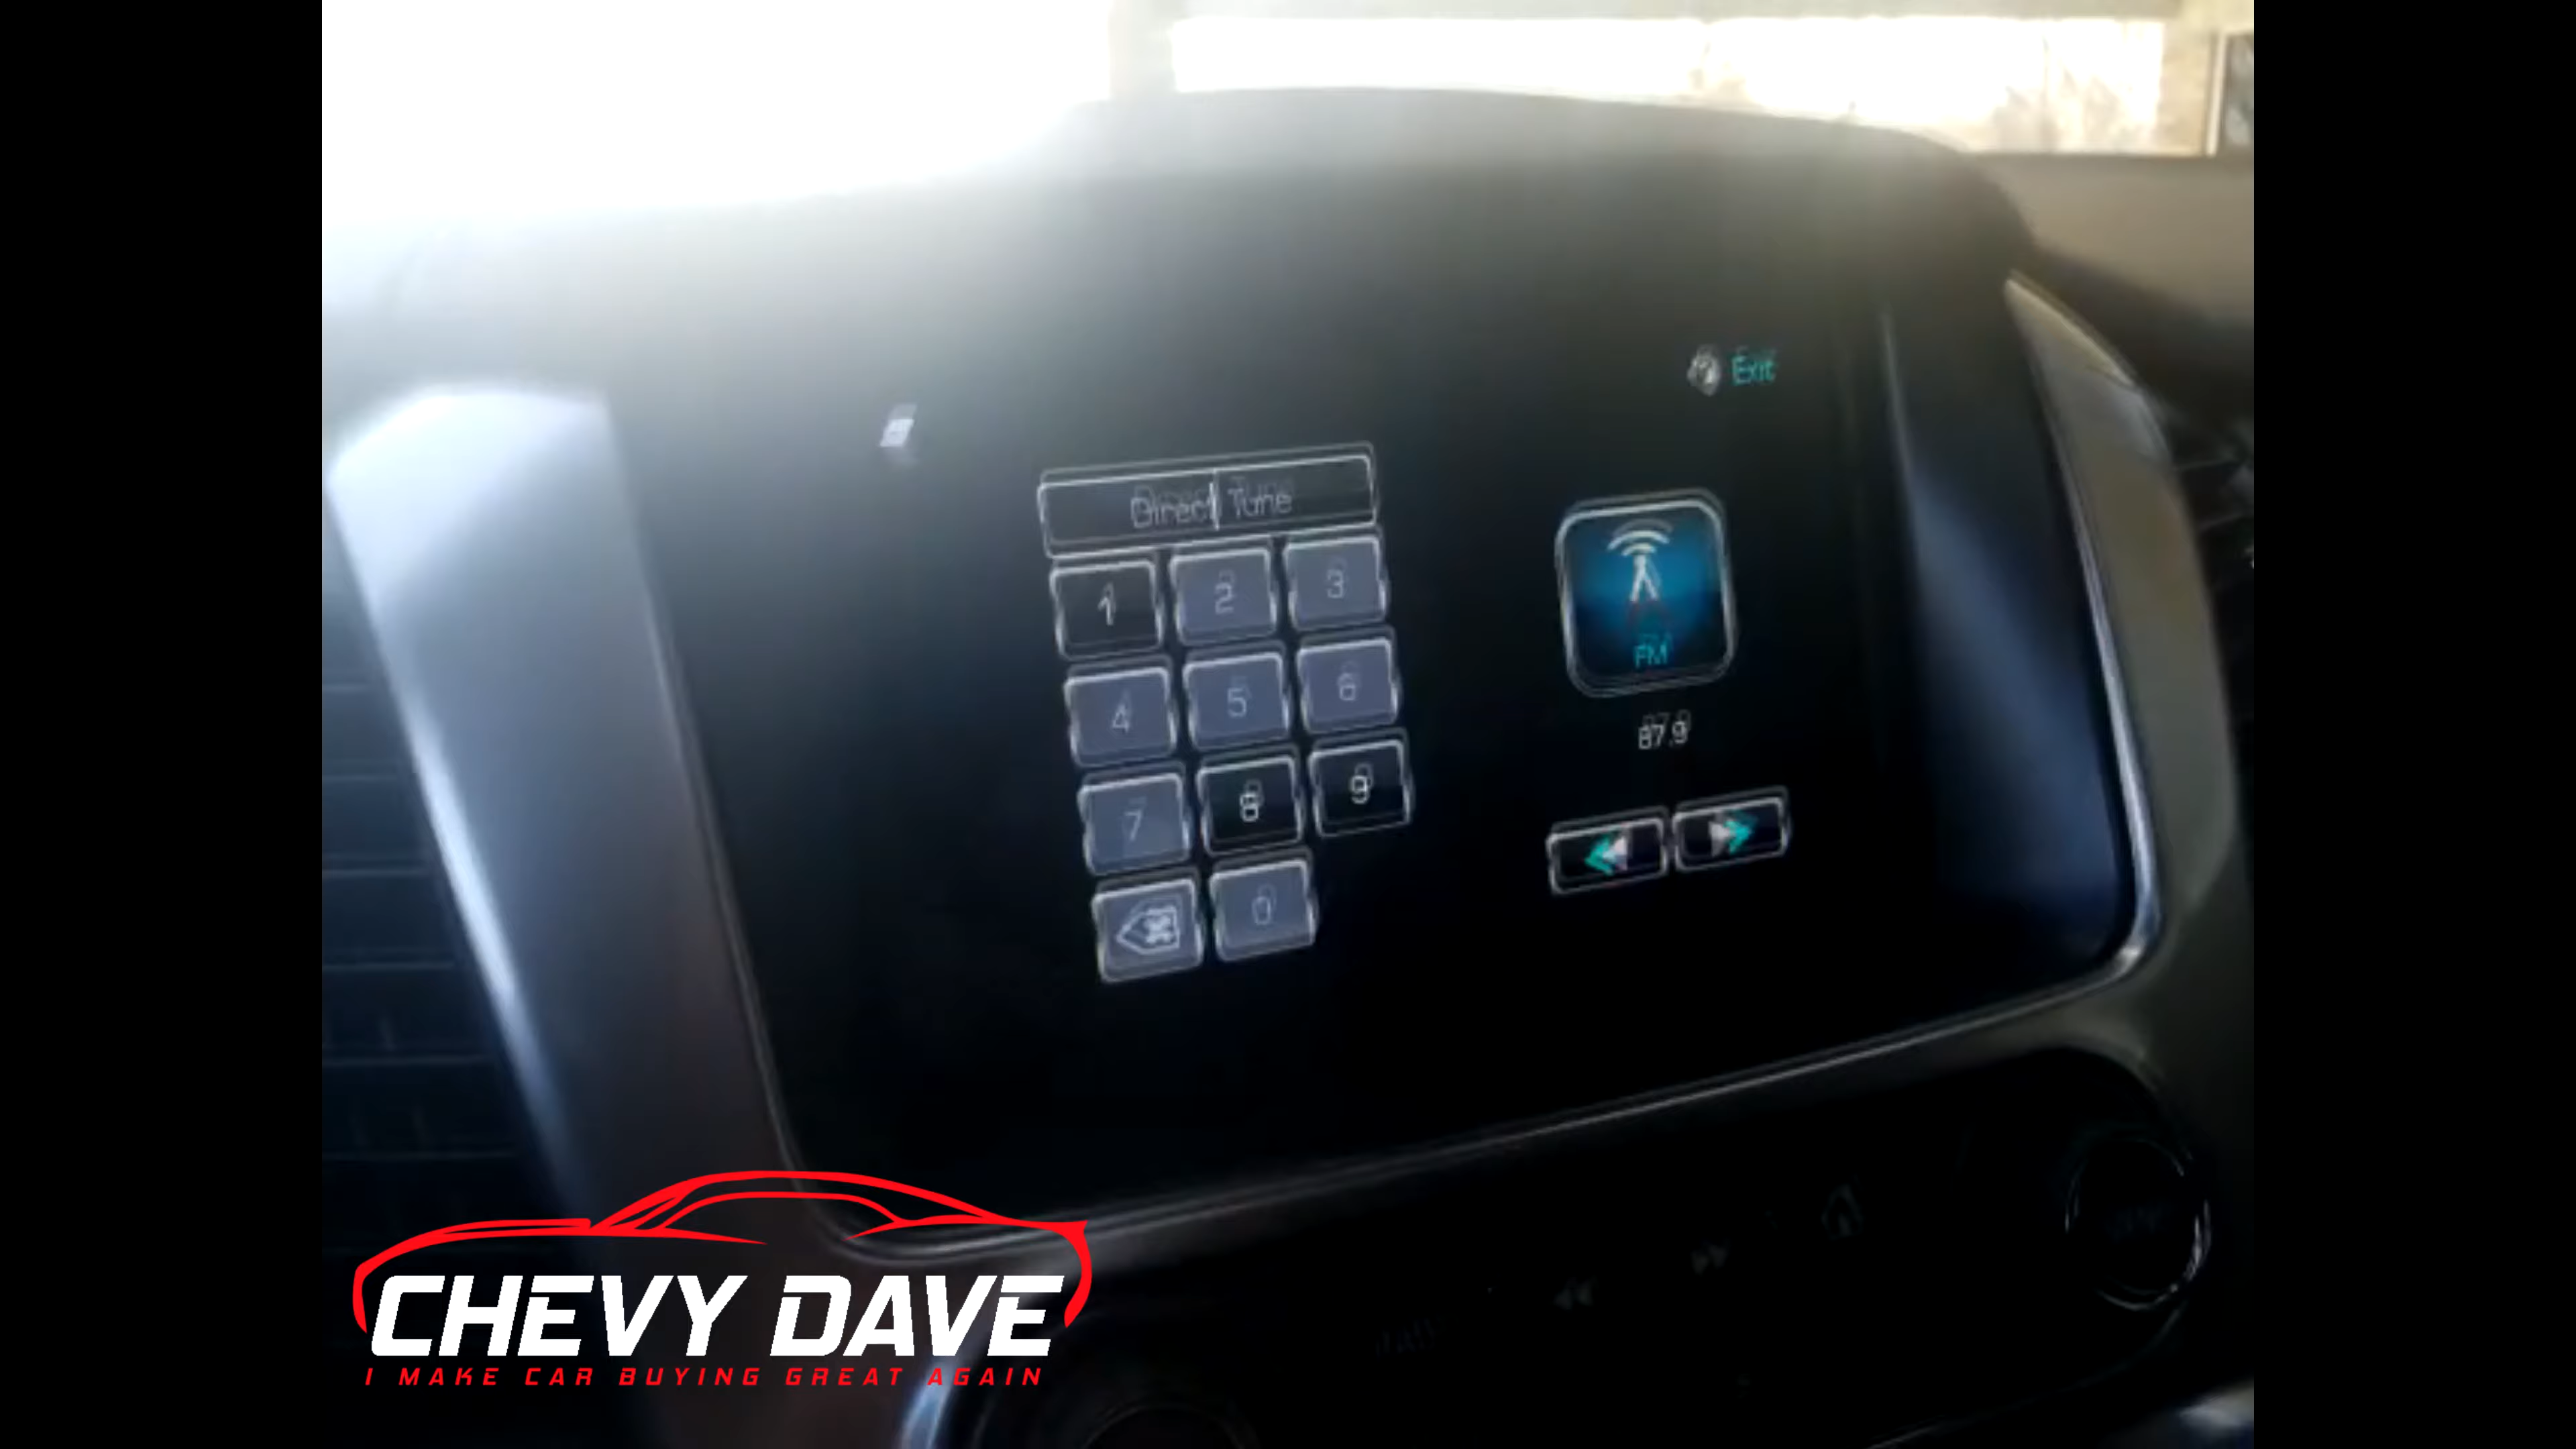 Exit
Direct Tune
1 2 3
4 5 6
7 8 9
0
FM
87.9
CHEVY DAVE
I MAKE CAR BUYING GREAT AGAIN